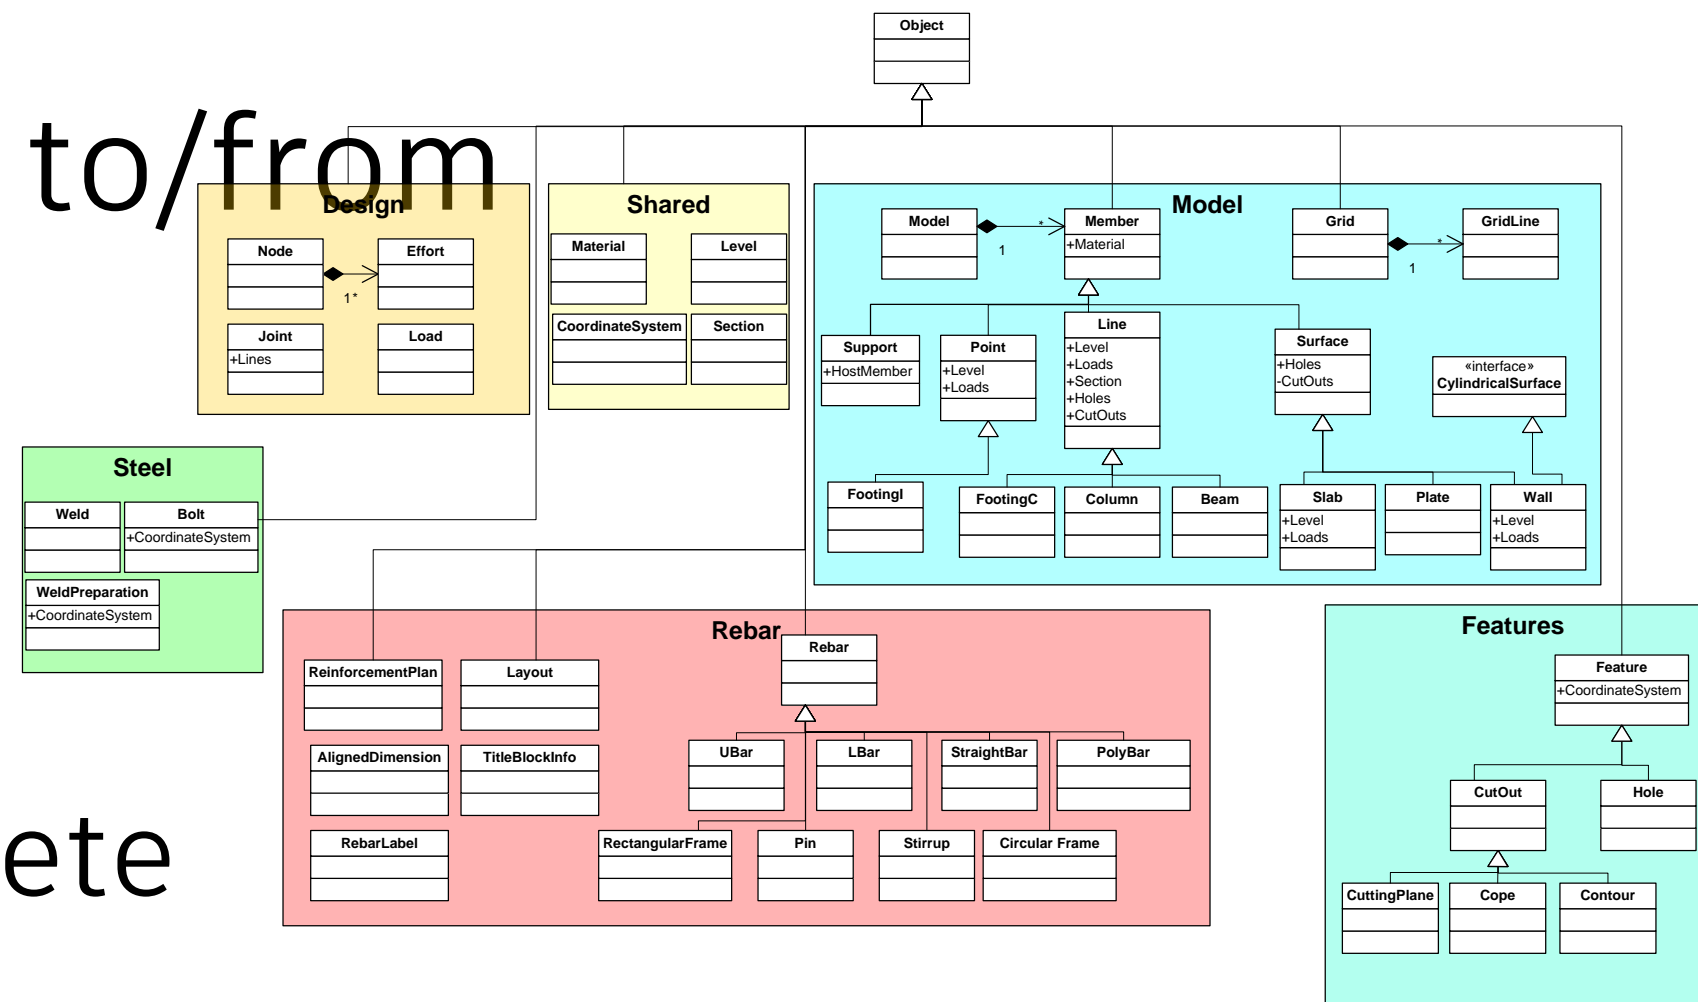 Object
to/from
Design
Node
Effort
1
*
Joint
+Lines
Load
Shared
Material
Level
CoordinateSystem
Section
Model
Model
1
*
Member
+Material
Grid
1
*
GridLine
Support
+HostMember
Point
+Level
+Loads
Line
+Level
+Loads
+Section
+Holes
+CutOuts
Surface
+Holes
-CutOuts
«interface»
CylindricalSurface
FootingI
FootingC
Column
Beam
Slab
+Level
+Loads
Plate
Wall
+Level
+Loads
Steel
Weld
Bolt
+CoordinateSystem
WeldPreparation
+CoordinateSystem
Rebar
Rebar
ReinforcementPlan
Layout
AlignedDimension
TitleBlockInfo
RebarLabel
UBar
LBar
StraightBar
PolyBar
RectangularFrame
Pin
Stirrup
Circular Frame
Features
Feature
+CoordinateSystem
CutOut
Hole
CuttingPlane
Cope
Contour
ete